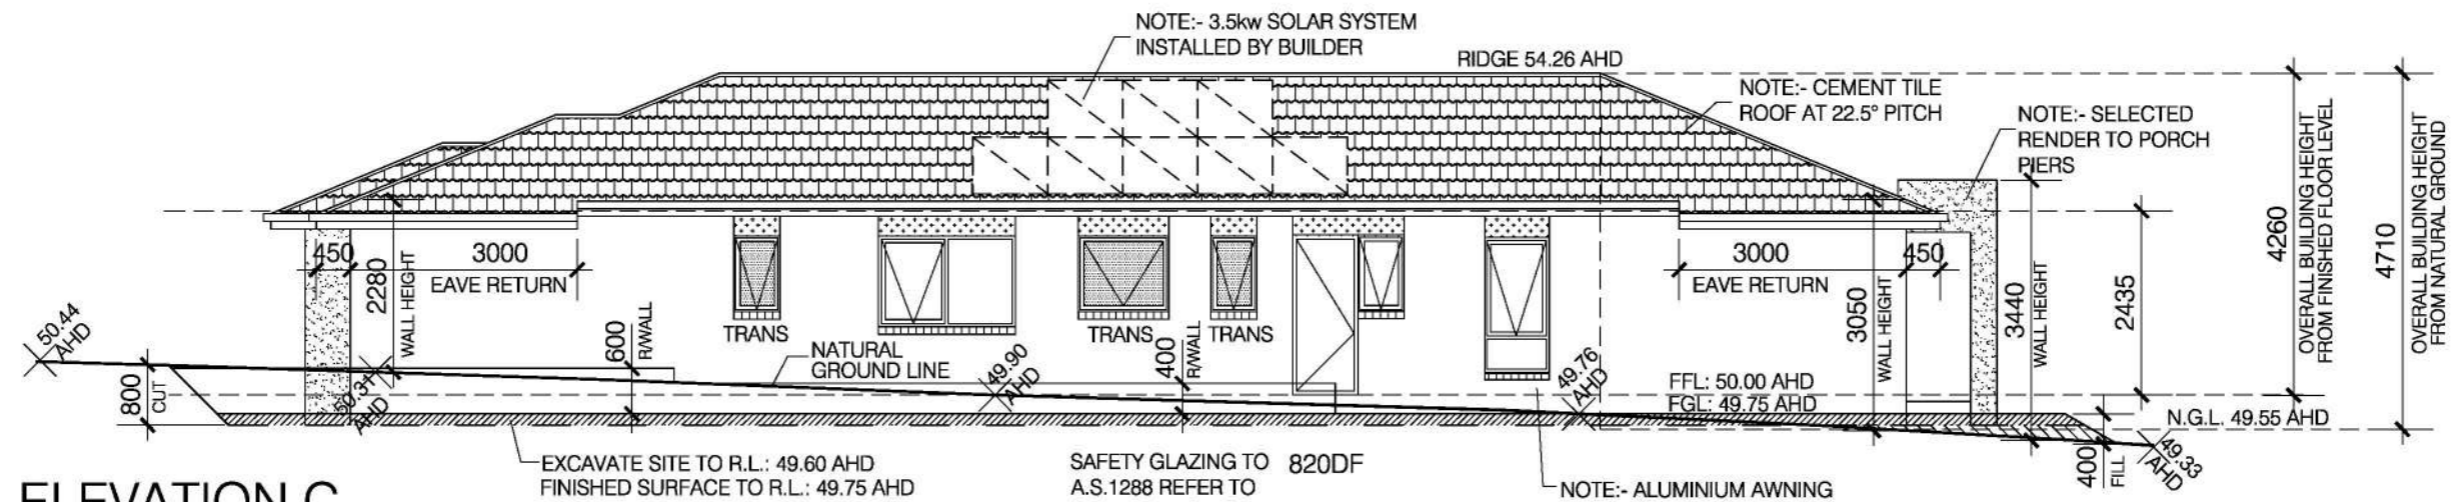 NOTE:- 3.5kw SOLAR SYSTEM
INSTALLED BY BUILDER
RIDGE 54.26 AHD
NOTE:- CEMENT TILE
ROOF AT 22.5° PITCH
NOTE:- SELECTED
RENDER TO PORCH
PIERS
4260
OVERALL BUILDING HEIGHT
FROM FINISHED FLOOR LEVEL
4710
OVERALL BUILDING HEIGHT
FROM NATURAL GROUND
450
3000
EAVE RETURN
2280
WALL HEIGHT
3000
EAVE RETURN
450
3050
WALL HEIGHT
3440
WALL HEIGHT
2435
TRANS
TRANS
TRANS
50.44
AHD
600
R/WALL
NATURAL
GROUND LINE
400
R/WALL
49.90
AHD
49.76
AHD
50.31
AHD
800
CUT
FFL: 50.00 AHD
FGL: 49.75 AHD
N.G.L. 49.55 AHD
400
FILL
49.33
AHD
EXCAVATE SITE TO R.L.: 49.60 AHD
FINISHED SURFACE TO R.L.: 49.75 AHD
SAFETY GLAZING TO
A.S.1288 REFER TO
820DF
NOTE:- ALUMINIUM AWNING
ELEVATION C